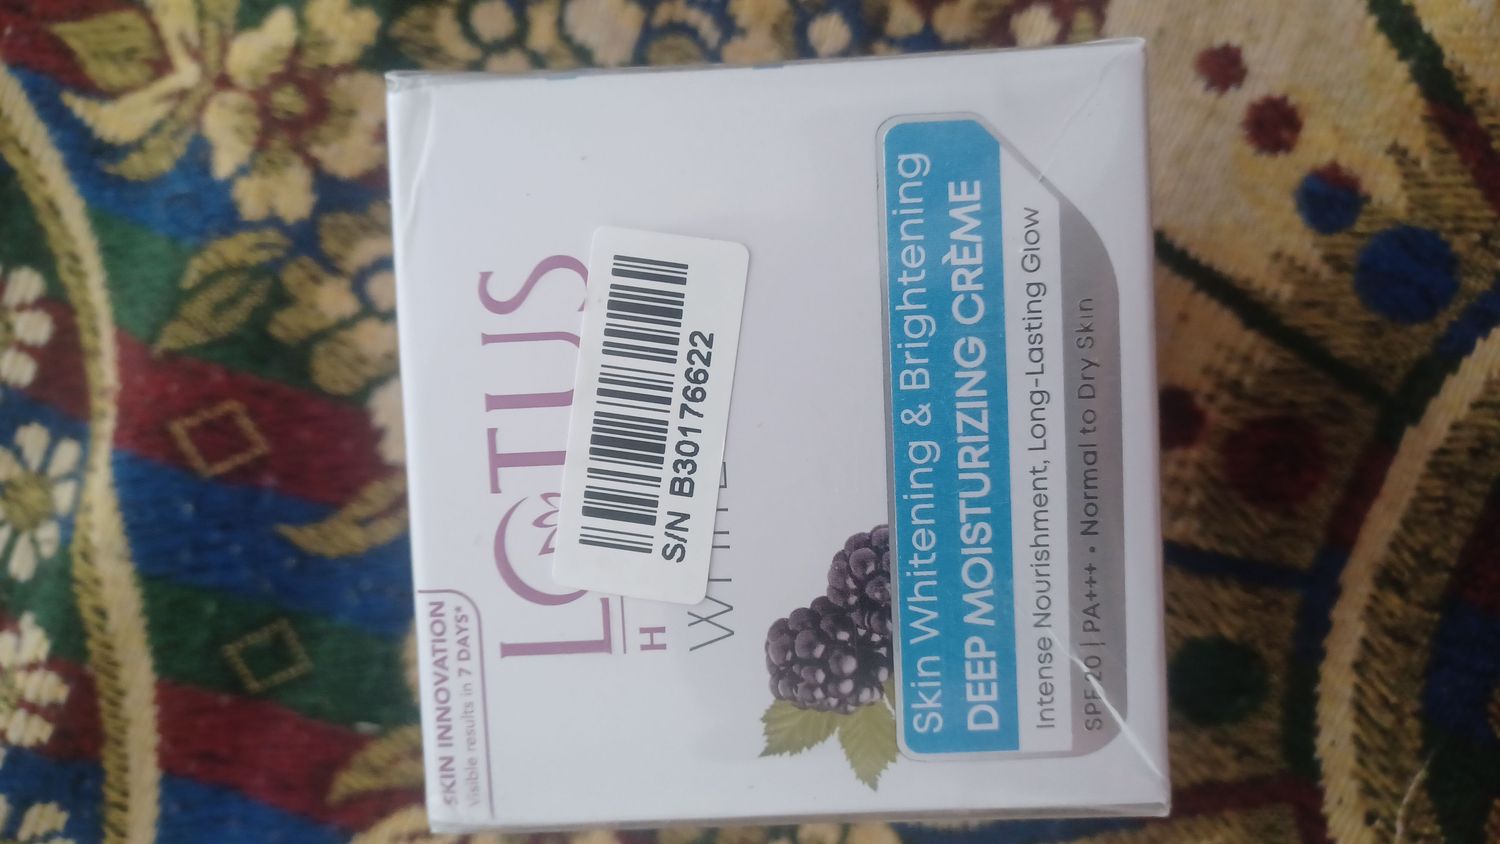 SKIN INNOVATION
Visible results in 7 DAYS*
LOTUS
H
S/N B30176622
Skin Whitening & Brightening
DEEP MOISTURIZING CRÈME
Intense Nourishment, Long-Lasting Glow
SPF 20 | PA+++ • Normal to Dry Skin